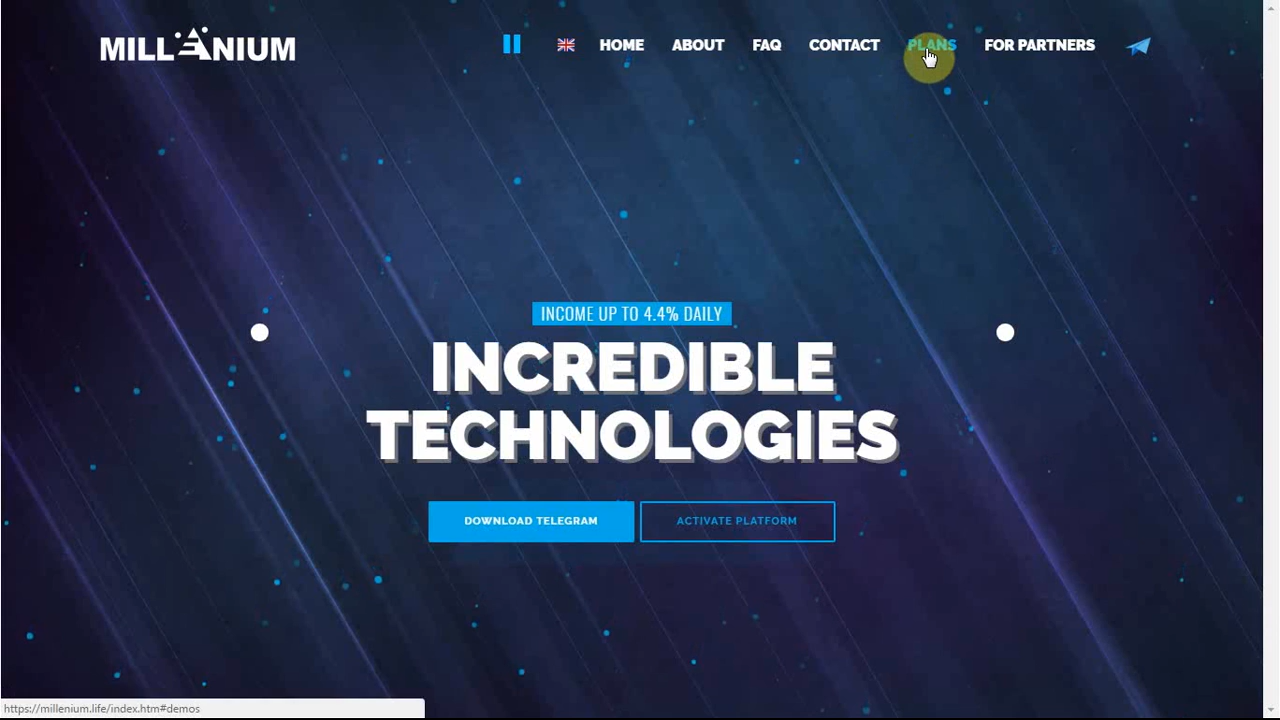 MILLENIUM
HOME ABOUT FAQ CONTACT PLANS FOR PARTNERS
INCOME UP TO 4.4% DAILY
INCREDIBLE
TECHNOLOGIES
DOWNLOAD TELEGRAM ACTIVATE PLATFORM
https://millenium.life/index.htm#demos